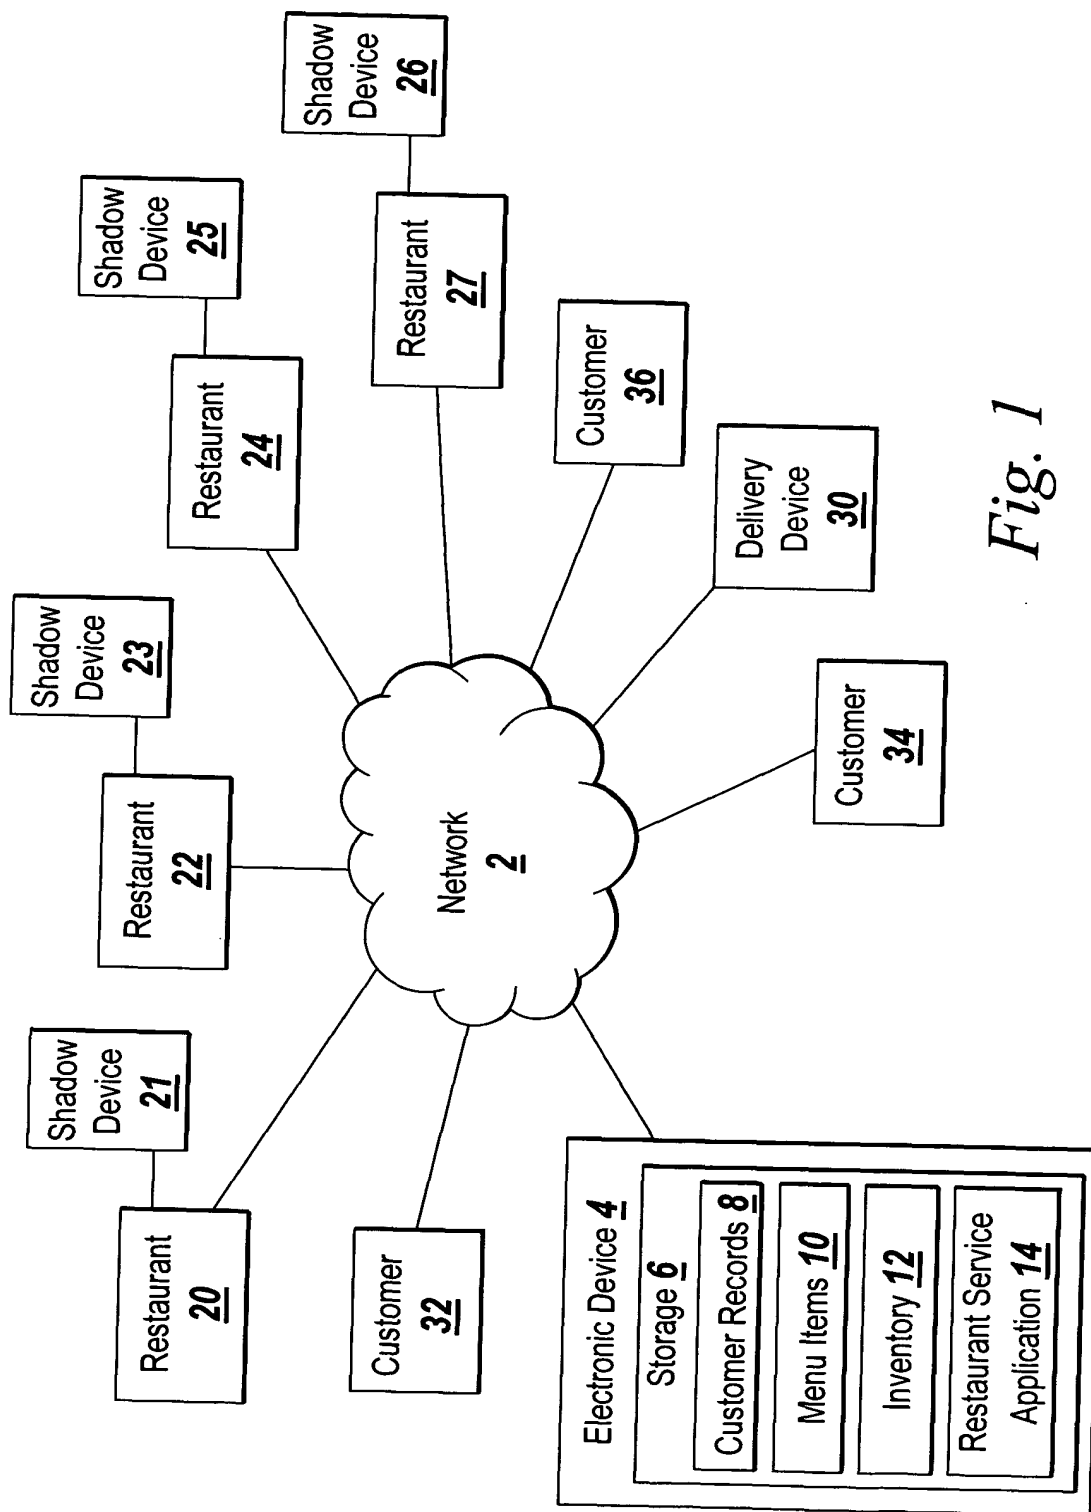 Shadow
Device
21
Restaurant
20
Shadow
Device
23
Restaurant
22
Shadow
Device
25
Restaurant
24
Shadow
Device
26
Restaurant
27
Customer
32
Network
2
Customer
36
Delivery
Device
30
Customer
34
Electronic Device 4
Storage 6
Customer Records 8
Menu Items 10
Inventory 12
Restaurant Service
Application 14
Fig. 1